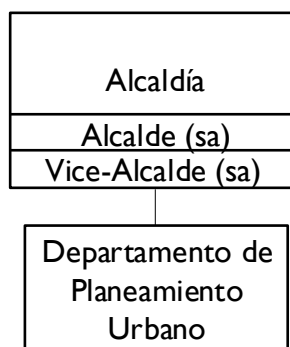 Alcaldía
Alcalde (sa)
Vice-Alcalde (sa)
Departamento de
Planeamiento
Urbano